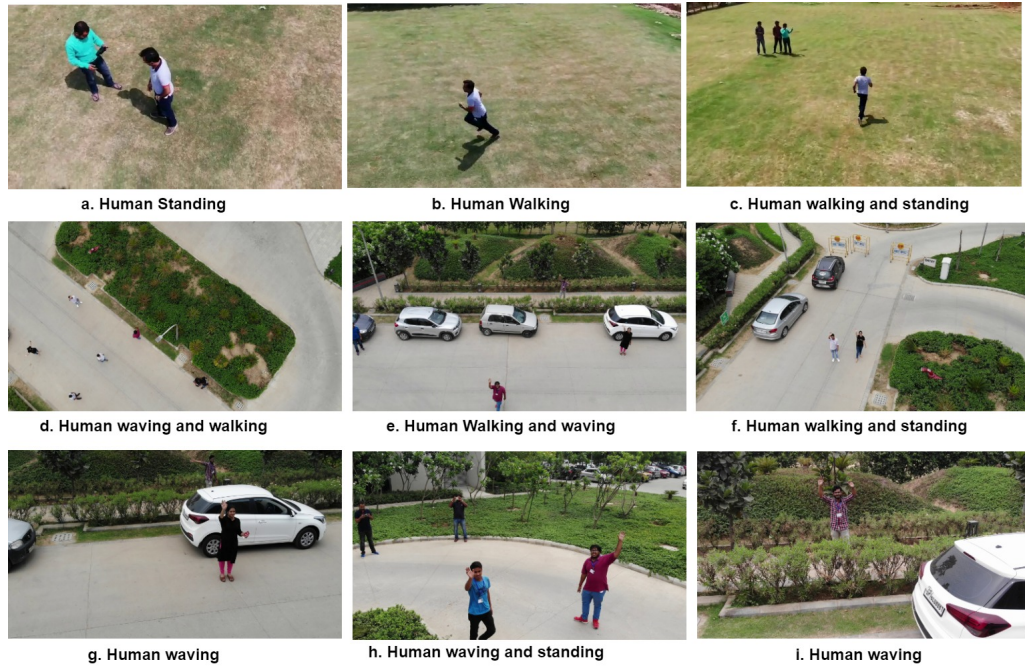 a. Human Standing
b. Human Walking
c. Human walking and standing
d. Human waving and walking
e. Human Walking and waving
f. Human walking and standing
g. Human waving
h. Human waving and standing
i. Human waving